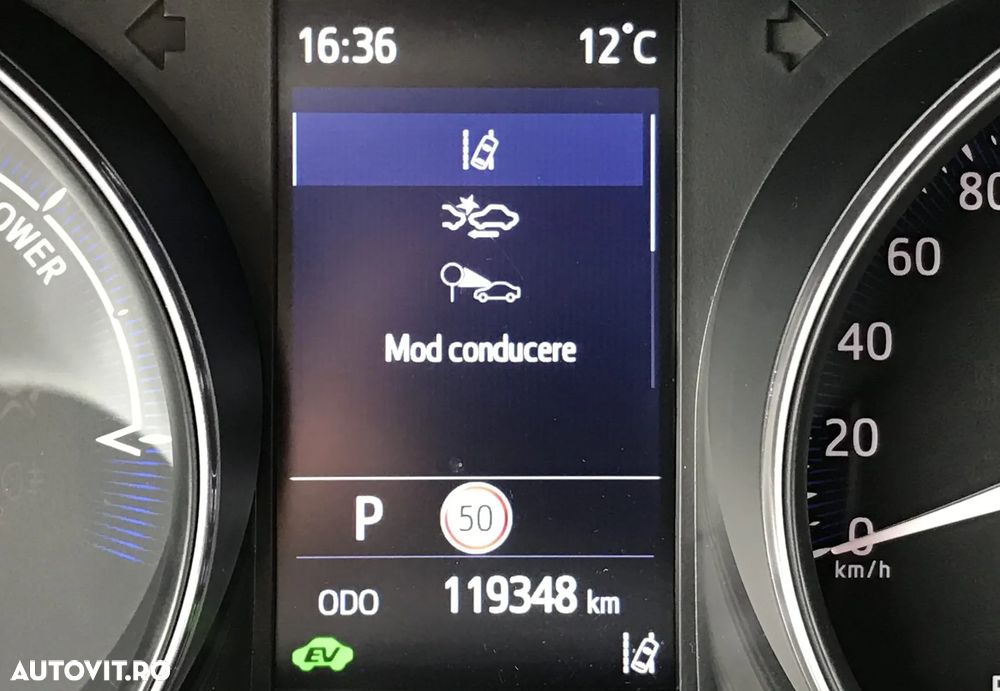 16:36 12°C
OWER
80
60
Mod conducere
40
20
P 50
0
km/h
ODO 119348 km
EV
AUTOVIT.RO